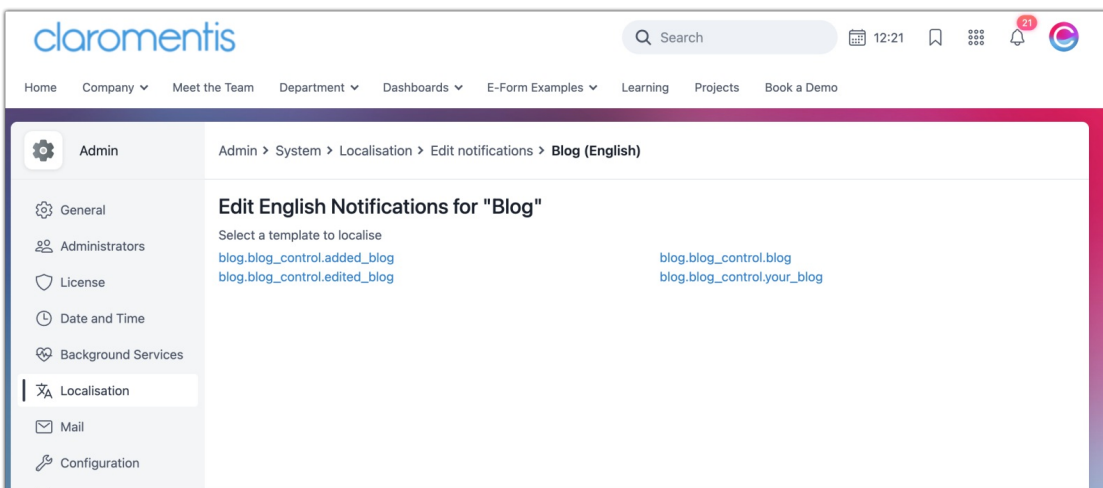 claromentis
Search
12:21
21
Home Company Meet the Team Department Dashboards E-Form Examples Learning Projects Book a Demo
Admin
Admin > System > Localisation > Edit notifications > Blog (English)
General
Administrators
License
Date and Time
Background Services
Localisation
Mail
Configuration
Edit English Notifications for "Blog"
Select a template to localise
blog.blog_control.added_blog blog.blog_control.blog
blog.blog_control.edited_blog blog.blog_control.your_blog